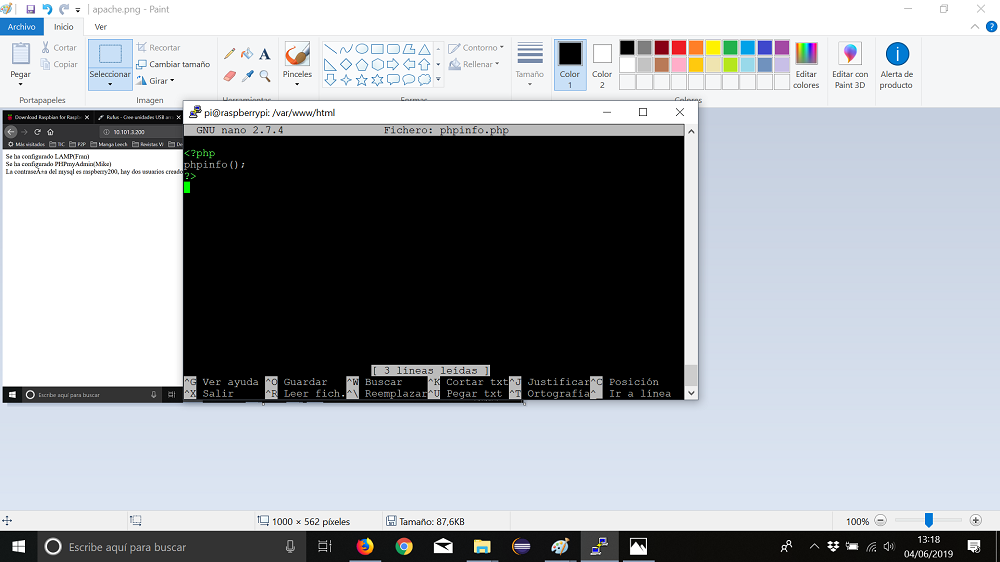 apache.png - Paint
Archivo Inicio Ver
Pegar
Cortar
Copiar
Portapapeles
Seleccionar
Recortar
Cambiar tamaño
Girar
Imagen
Herramientas
Pinceles
Formas
Contorno
Rellenar
Tamaño
Color 1
Color 2
Colores
Editar colores
Editar con Paint 3D
Alerta de producto
Download Raspbian for Raspb
Rufus - Cree unidades USB arr
10.101.3.200
Más visitados TIC P2P Manga Leech Revistas VJ De
Se ha configurado LAMP(Fran)
Se ha configurado PHPmyAdmin(Mike)
La contraseÃ±a del mysql es raspberry200, hay dos usuarios creado
Escribe aquí para buscar
pi@raspberrypi: /var/www/html
GNU nano 2.7.4 Fichero: phpinfo.php
<?php
phpinfo();
?>
[ 3 líneas leídas ]
^G Ver ayuda ^O Guardar ^W Buscar ^K Cortar txt ^J Justificar ^C Posición
^X Salir ^R Leer fich. ^\ Reemplazar ^U Pegar txt ^T Ortografía ^_ Ir a línea
1000 × 562 píxeles
Tamaño: 87,6KB
100%
Escribe aquí para buscar
13:18
04/06/2019